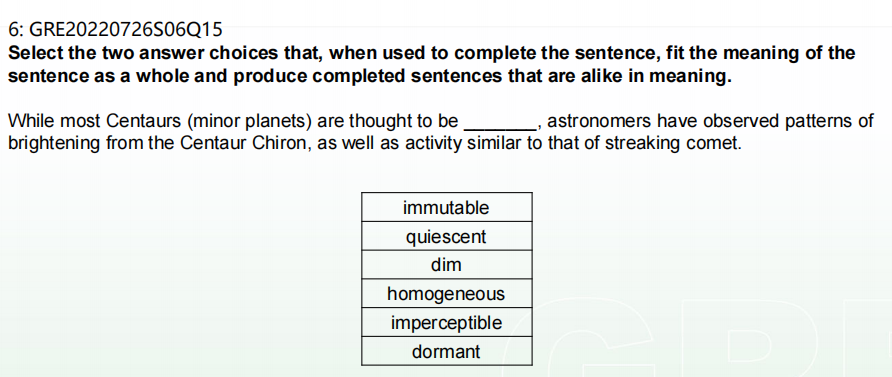 6: GRE20220726S06Q15
Select the two answer choices that, when used to complete the sentence, fit the meaning of the
sentence as a whole and produce completed sentences that are alike in meaning.
While most Centaurs (minor planets) are thought to be _______, astronomers have observed patterns of
brightening from the Centaur Chiron, as well as activity similar to that of streaking comet.
immutable
quiescent
dim
homogeneous
imperceptible
dormant